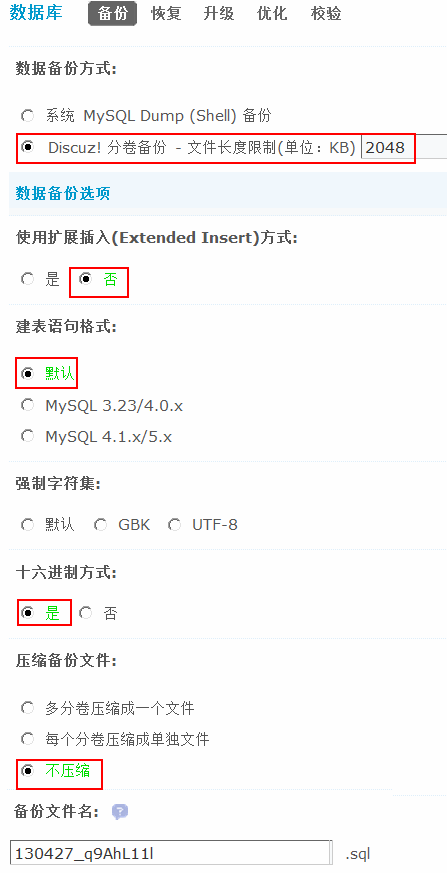 数据库 备份 恢复 升级 优化 校验
数据备份方式:
系统 MySQL Dump (Shell) 备份
Discuz! 分卷备份 - 文件长度限制(单位：KB) 2048
数据备份选项
使用扩展插入(Extended Insert)方式:
是 否
建表语句格式:
默认
MySQL 3.23/4.0.x
MySQL 4.1.x/5.x
强制字符集:
默认 GBK UTF-8
十六进制方式:
是 否
压缩备份文件:
多分卷压缩成一个文件
每个分卷压缩成单独文件
不压缩
备份文件名: ?
130427_q9AhL11l .sql